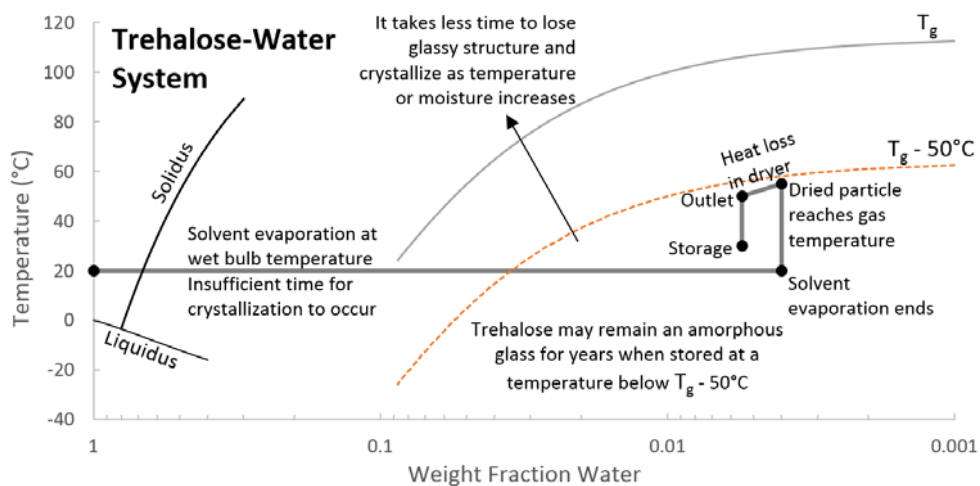 120
100
80
60
40
20
0
-20
-40
Temperature (°C)
Trehalose-Water
System
It takes less time to lose
glassy structure and
crystallize as temperature
or moisture increases
Tg
Tg - 50°C
Solidus
Liquidus
Solvent evaporation at
wet bulb temperature
Insufficient time for
crystallization to occur
Heat loss
in dryer
Outlet
Storage
Dried particle
reaches gas
temperature
Solvent
evaporation ends
Trehalose may remain an amorphous
glass for years when stored at a
temperature below Tg - 50°C
1
0.1
0.01
0.001
Weight Fraction Water